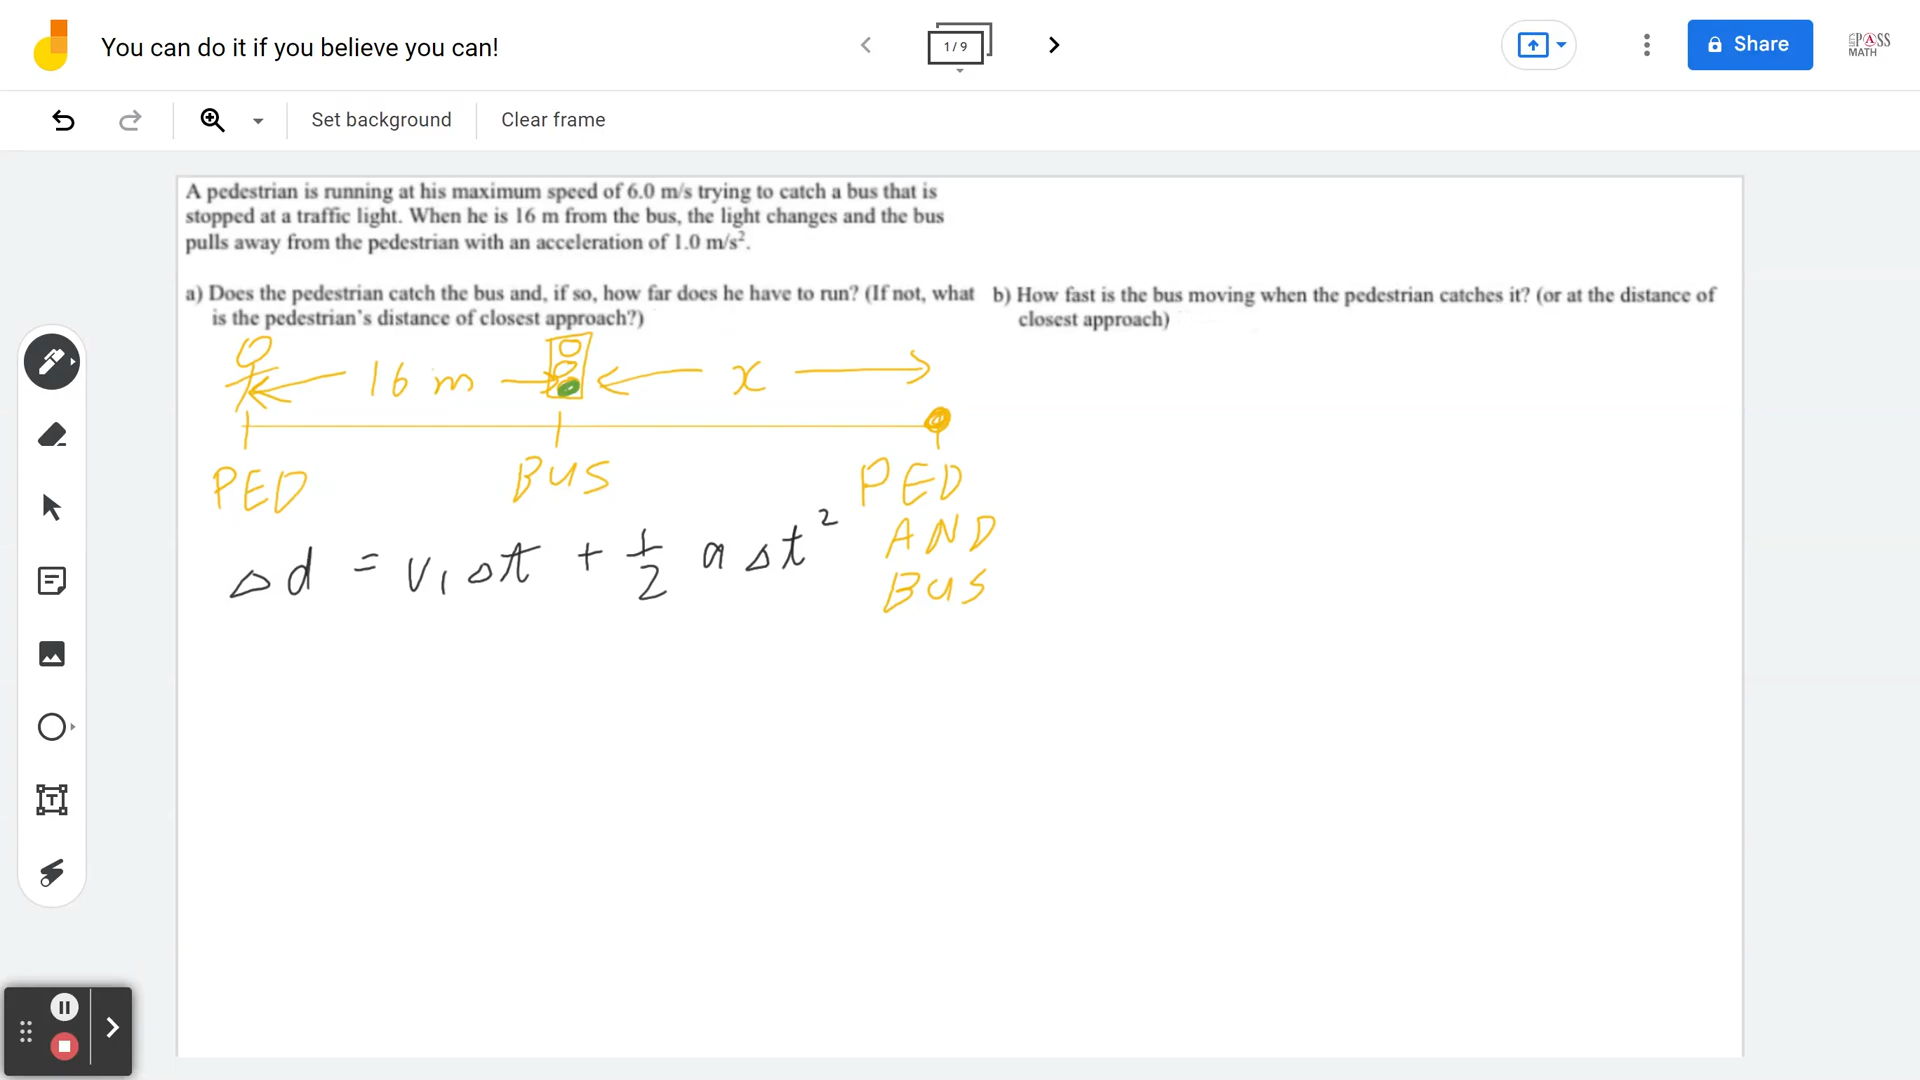 You can do it if you believe you can!
1 / 9
Share
PASS
MATH
Set background
Clear frame
A pedestrian is running at his maximum speed of 6.0 m/s trying to catch a bus that is
stopped at a traffic light. When he is 16 m from the bus, the light changes and the bus
pulls away from the pedestrian with an acceleration of 1.0 m/s².
a) Does the pedestrian catch the bus and, if so, how far does he have to run? (If not, what
is the pedestrian's distance of closest approach?)
b) How fast is the bus moving when the pedestrian catches it? (or at the distance of
closest approach)
16 m
x
PED
BUS
PED
AND
BUS
Δd = v₁Δt + 1/2 aΔt²